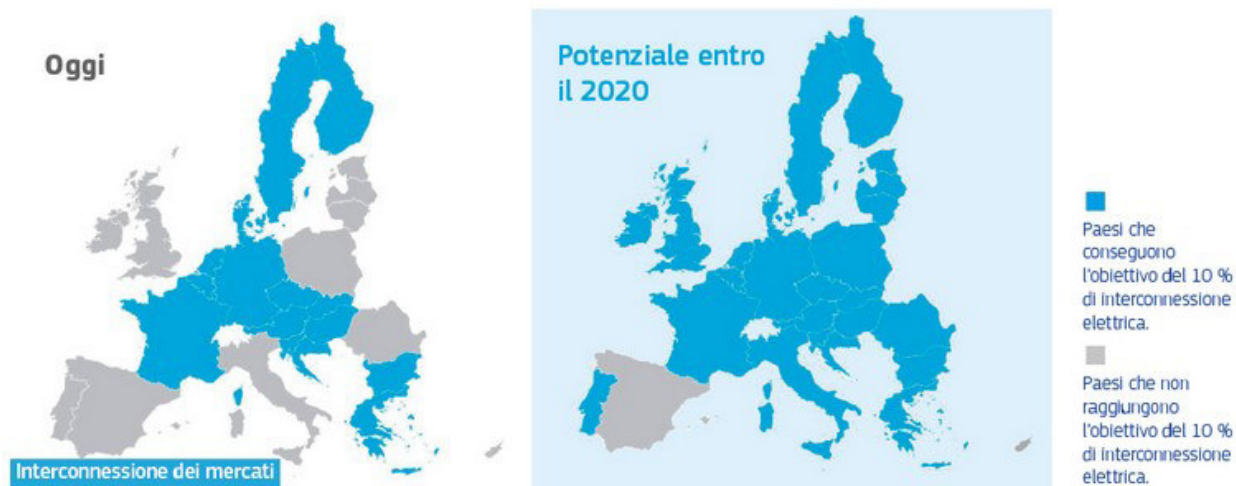 Oggi
Potenziale entro
il 2020
Interconnessione dei mercati
Paesi che
conseguono
l'obiettivo del 10 %
di interconnessione
elettrica.
Paesi che non
raggiungono
l'obiettivo del 10 %
di interconnessione
elettrica.